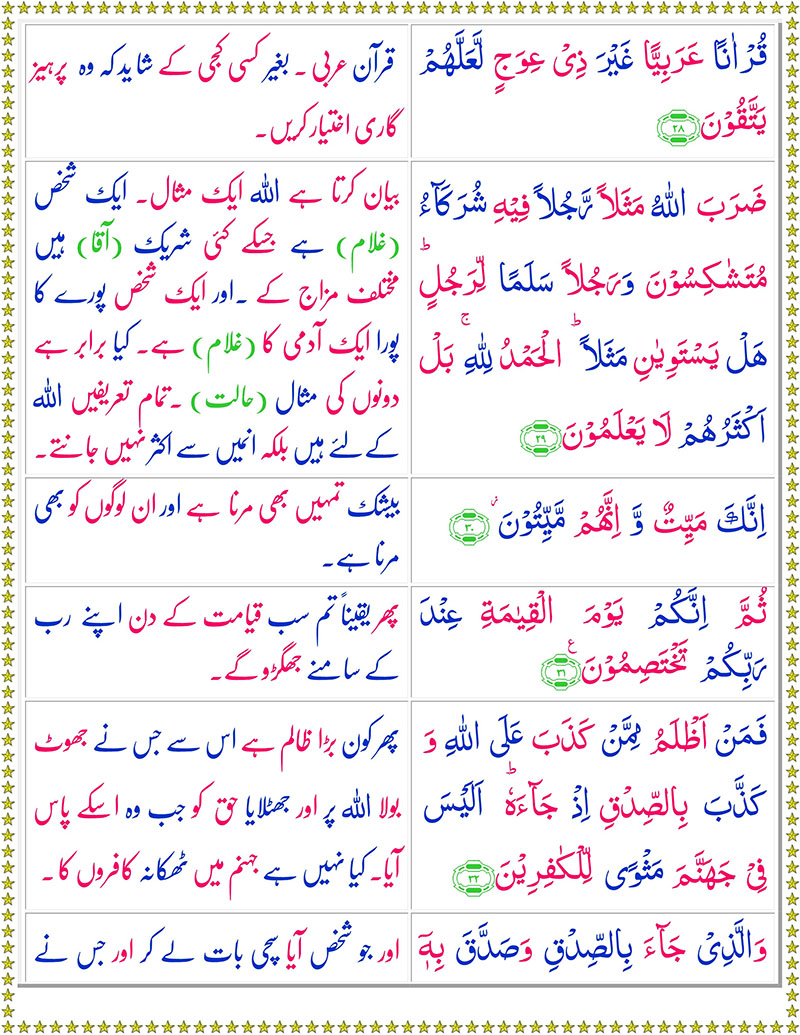 قُرْاٰنًا عَرَبِيًّا غَيْرَ ذِىْ عِوَجٍ لَّعَلَّهُمْ
يَتَّقُوْنَ ﴿۲۸﴾
قرآن عربی ۔ بغیر کسی کجی کے شاید کہ وہ پرہیز
گاری اختیار کریں۔
ضَرَبَ اللّٰهُ مَثَلاً رَّجُلاً فِيْهِ شُرَكَآءُ
مُتَشٰكِسُوْنَ وَرَجُلاً سَلَمًا لِّرَجُلٍ ؕ
هَلْ يَسْتَوِيٰنِ مَثَلاً ؕ اَلْحَمْدُ لِلّٰهِ ۚ بَلْ
اَكْثَرُهُمْ لَا يَعْلَمُوْنَ ﴿۲۹﴾
بیان کرتا ہے اللہ ایک مثال۔ ایک شخص
(غلام) ہے جسکے کئی شریک (آقا) ہیں
مختلف مزاج کے ۔اور ایک شخص پورے کا
پورا ایک آدمی کا (غلام) ہے۔ کیا برابر ہے
دونوں کی مثال (حالت) ۔تمام تعریفیں اللہ
کےلئے ہیں بلکہ انمیں سے اکثر نہیں جانتے۔
اِنَّكَ مَيِّتٌ وَّ اِنَّهُمْ مَّيِّتُوْنَ ؗ ﴿۳۰﴾
بیشک تمہیں بھی مرنا ہے اور ان لوگوں کو بھی
مرنا ہے۔
ثُمَّ اِنَّكُمْ يَوْمَ الْقِيٰمَةِ عِنْدَ
رَبِّكُمْ تَخْتَصِمُوْنَ ﴿۳۱﴾ ع
پھر یقیناً تم سب قیامت کے دن اپنے رب
کے سامنے جھگڑو گے۔
فَمَنْ اَظْلَمُ مِمَّنْ كَذَبَ عَلَى اللّٰهِ وَ
كَذَّبَ بِالصِّدْقِ اِذْ جَآءَهٗ ؕ اَلَيْسَ
فِىْ جَهَنَّمَ مَثْوًى لِّلْكٰفِرِيْنَ ﴿۳۲﴾
پھر کون بڑا ظالم ہے اس سے جس نے جھوٹ
بولا اللہ پر اور جھٹلایا حق کو جب وہ اسکے پاس
آیا۔ کیا نہیں ہے جہنم میں ٹھکانہ کافروں کا ۔
وَالَّذِىْ جَآءَ بِالصِّدْقِ وَصَدَّقَ بِهٖۤ
اور جو شخص آیا سچی بات لے کر اور جس نے